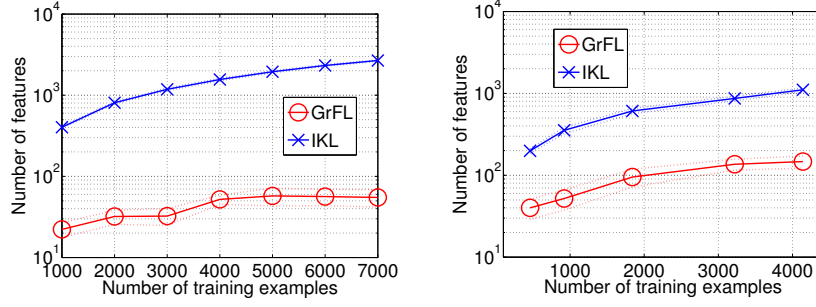 10^4
10^3
10^2
10^1
Number of features
GrFL
IKL
1000 2000 3000 4000 5000 6000 7000
Number of training examples
10^4
10^3
10^2
10^1
Number of features
GrFL
IKL
1000 2000 3000 4000
Number of training examples